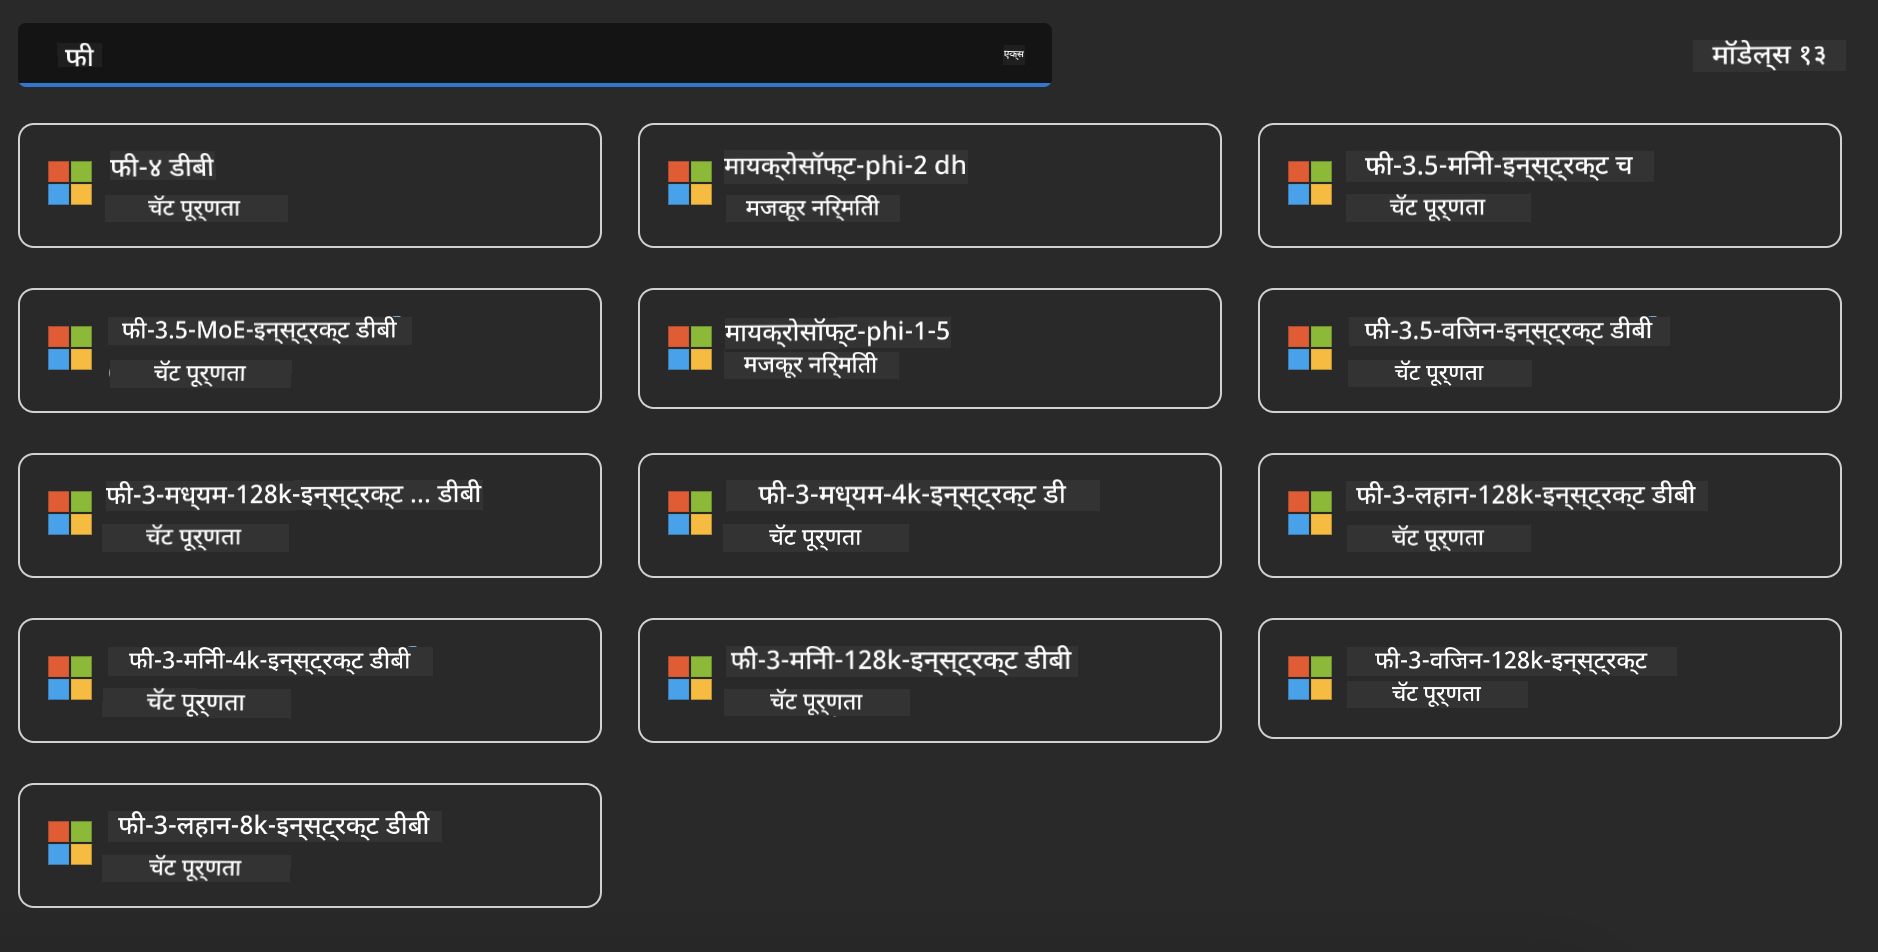 फी
एक्स
मॉडेल्स १३
फी-४ डीबी
चॅट पूर्णता
मायक्रोसॉफ्ट-phi-2 dh
मजकूर निर्मिती
फी-3.5-मिनी-इन्स्ट्रक्ट च
चॅट पूर्णता
फी-3.5-MoE-इन्स्ट्रक्ट डीबी
चॅट पूर्णता
मायक्रोसॉफ्ट-phi-1-5
मजकूर निर्मिती
फी-3.5-वजिन-इन्स्ट्रक्ट डीबी
चॅट पूर्णता
फी-3-मध्यम-128k-इन्स्ट्रक्ट ... डीबी
चॅट पूर्णता
फी-3-मध्यम-4k-इन्स्ट्रक्ट डी
चॅट पूर्णता
फी-3-लहान-128k-इन्स्ट्रक्ट डीबी
चॅट पूर्णता
फी-3-मिनी-4k-इन्स्ट्रक्ट डीबी
चॅट पूर्णता
फी-3-मिनी-128k-इन्स्ट्रक्ट डीबी
चॅट पूर्णता
फी-3-वजिन-128k-इन्स्ट्रक्ट
चॅट पूर्णता
फी-3-लहान-8k-इन्स्ट्रक्ट डीबी
चॅट पूर्णता